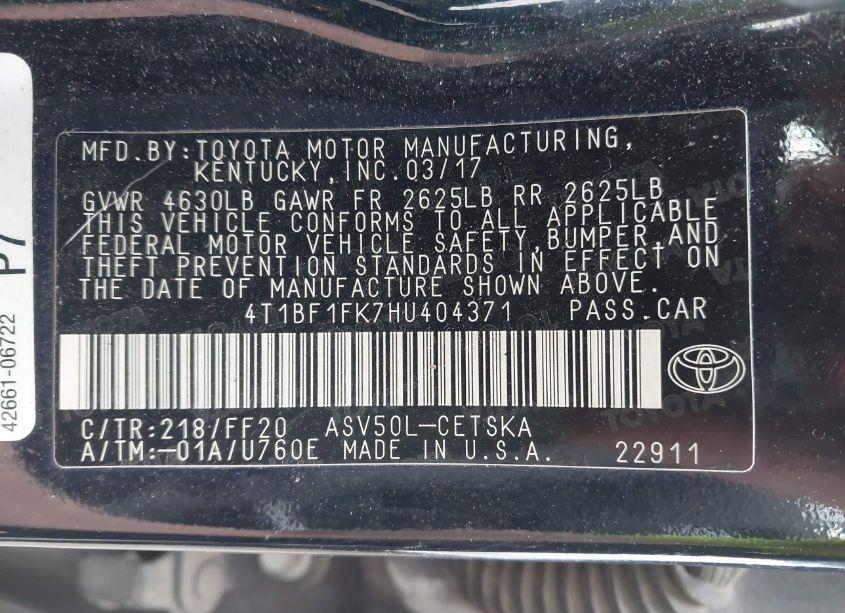 MFD.BY:TOYOTA MOTOR MANUFACTURING,
KENTUCKY,INC.03/17
GVWR 4630LB GAWR FR 2625LB RR 2625LB
THIS VEHICLE CONFORMS TO ALL APPLICABLE
FEDERAL MOTOR VEHICLE SAFETY,BUMPER,AND
THEFT PREVENTION STANDARDS IN EFFECT ON
THE DATE OF MANUFACTURE SHOWN ABOVE.
4T1BF1FK7HU404371 PASS.CAR
C/TR:218/FF20 ASV50L-CETSKA
A/TM:-01A/U760E MADE IN U.S.A. 22911
42661-06722
P7